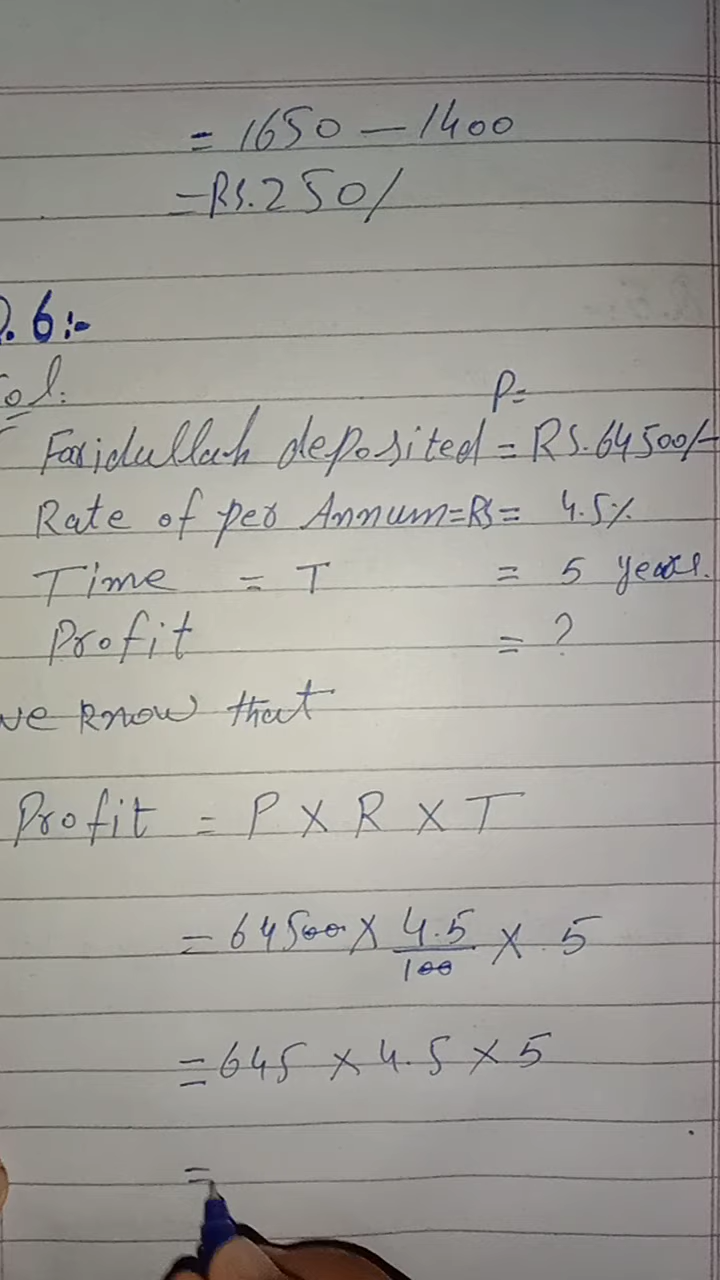 = 1650 - 1400
= RS. 250/
Q. 6:-
Sol:
P=
Faridullah deposited = RS. 64500/-
Rate of per Annum = R = 4.5%
Time = T = 5 years.
Profit = ?
we know that
Profit = P X R X T
= 64500 X 4.5/100 X 5
= 645 X 4.5 X 5
=